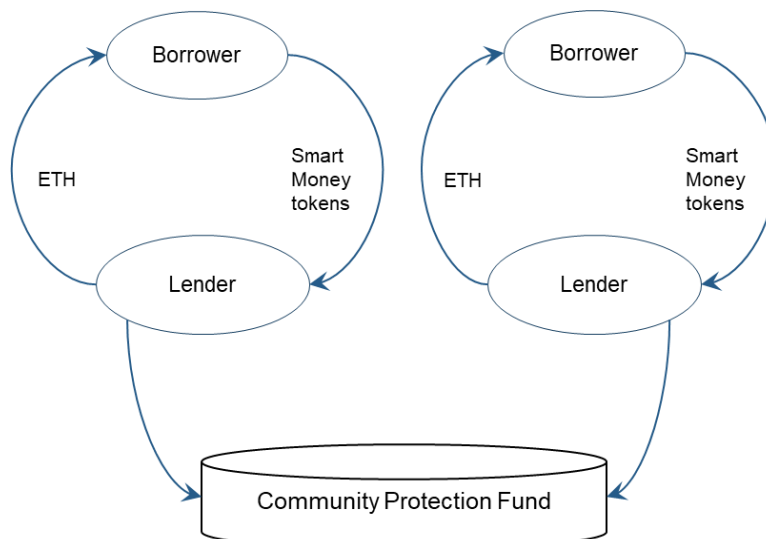 Borrower
Borrower
ETH
Smart
Money
tokens
ETH
Smart
Money
tokens
Lender
Lender
Community Protection Fund